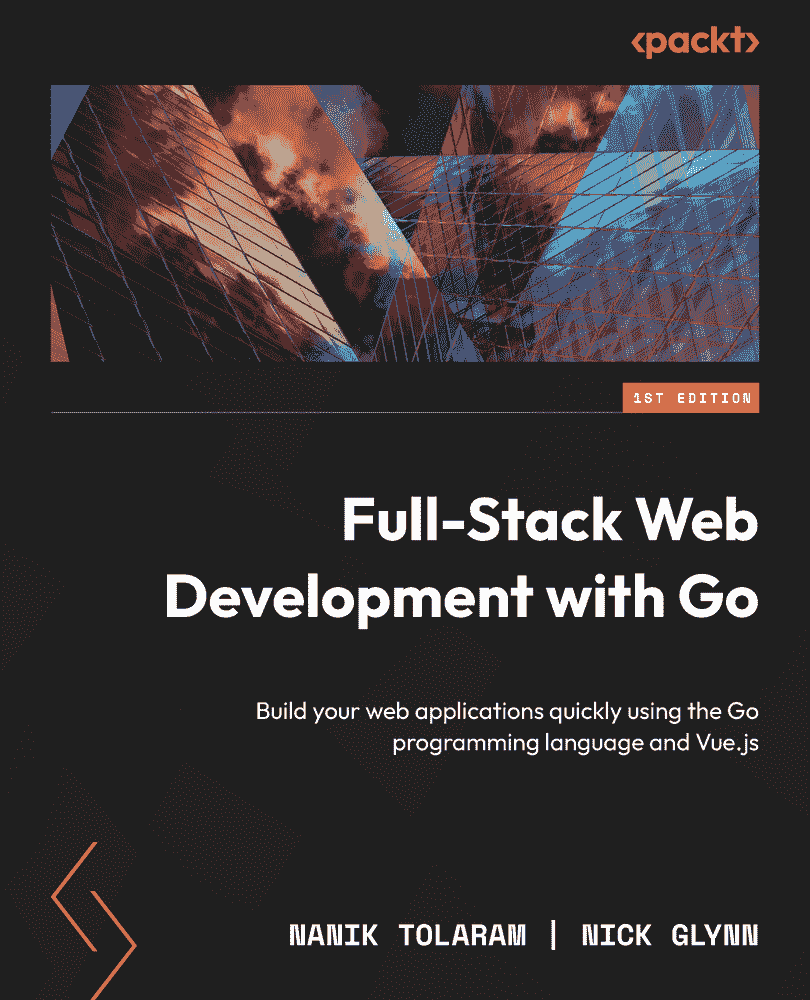 <packt>
1ST EDITION
Full-Stack Web
Development with Go
Build your web applications quickly using the Go
programming language and Vue.js
NANIK TOLARAM | NICK GLYNN